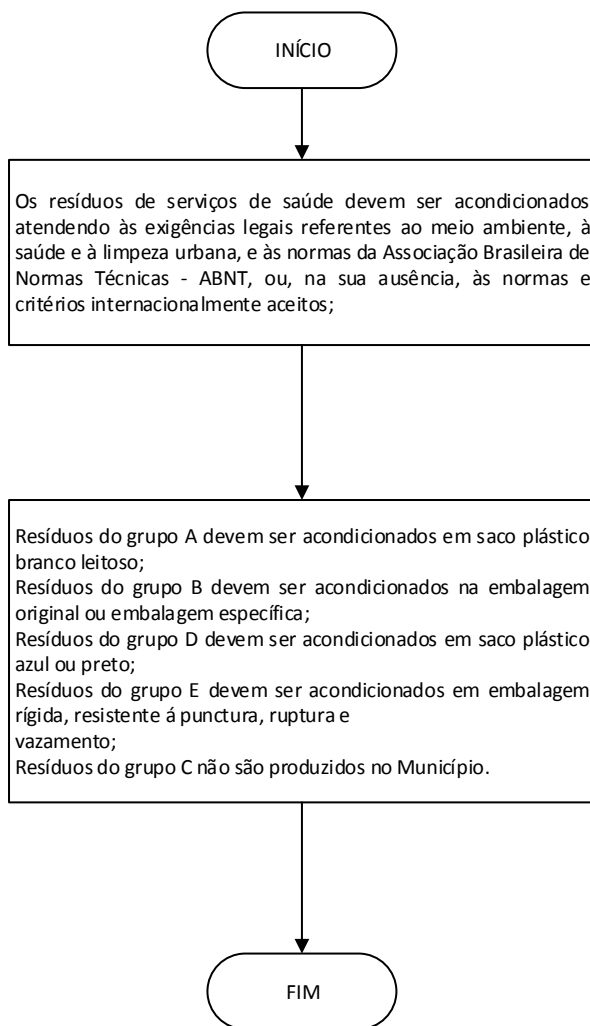 INÍCIO
Os resíduos de serviços de saúde devem ser acondicionados
atendendo às exigências legais referentes ao meio ambiente, à
saúde e à limpeza urbana, e às normas da Associação Brasileira de
Normas Técnicas - ABNT, ou, na sua ausência, às normas e
critérios internacionalmente aceitos;
Resíduos do grupo A devem ser acondicionados em saco plástico
branco leitoso;
Resíduos do grupo B devem ser acondicionados na embalagem
original ou embalagem específica;
Resíduos do grupo D devem ser acondicionados em saco plástico
azul ou preto;
Resíduos do grupo E devem ser acondicionados em embalagem
rígida, resistente á punctura, ruptura e
vazamento;
Resíduos do grupo C não são produzidos no Município.
FIM